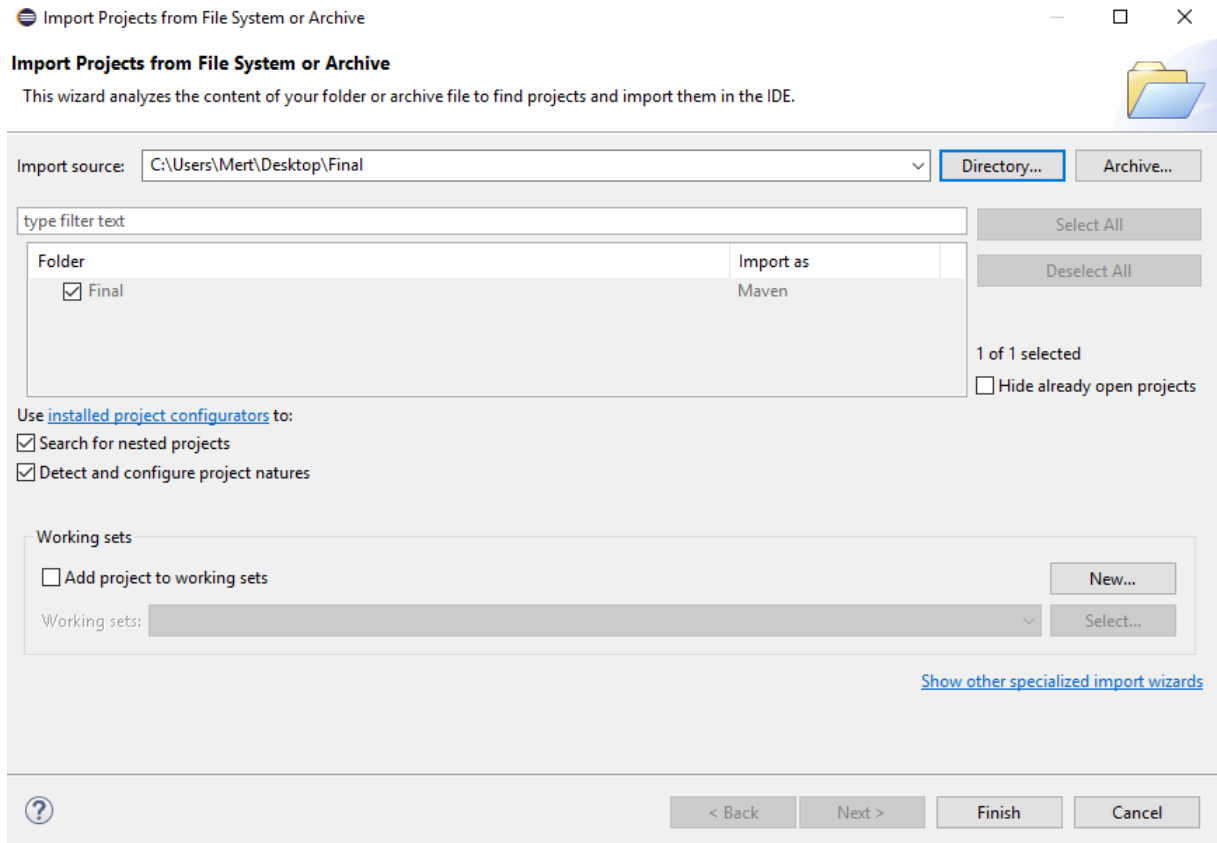 Import Projects from File System or Archive
Import Projects from File System or Archive
This wizard analyzes the content of your folder or archive file to find projects and import them in the IDE.
Import source: C:\Users\Mert\Desktop\Final Directory... Archive...
type filter text Select All
Folder Import as Deselect All
Final Maven
1 of 1 selected
Hide already open projects
Use installed project configurators to:
Search for nested projects
Detect and configure project natures
Working sets
Add project to working sets New...
Working sets: Select...
Show other specialized import wizards
? < Back Next > Finish Cancel